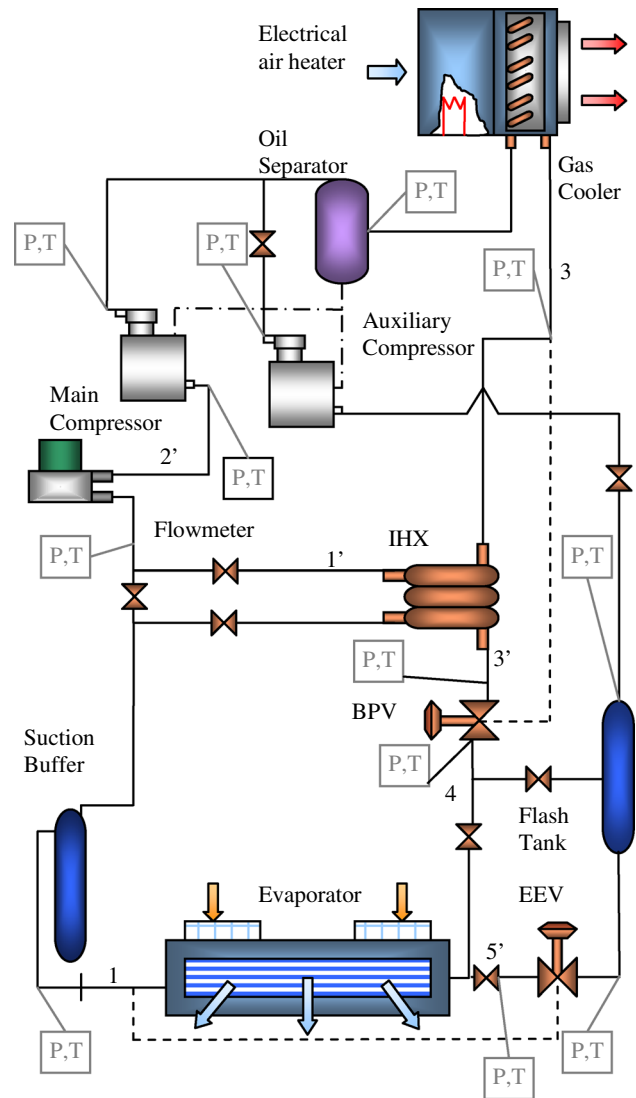 Electrical
air heater
Oil
Separator
Gas
Cooler
P,T
P,T
P,T
P,T
3
Auxiliary
Compressor
Main
Compressor
2’
P,T
Flowmeter
IHX
P,T
1’
P,T
P,T
3’
BPV
Suction
Buffer
P,T
4
Flash
Tank
Evaporator
EEV
1
5’
P,T
P,T
P,T